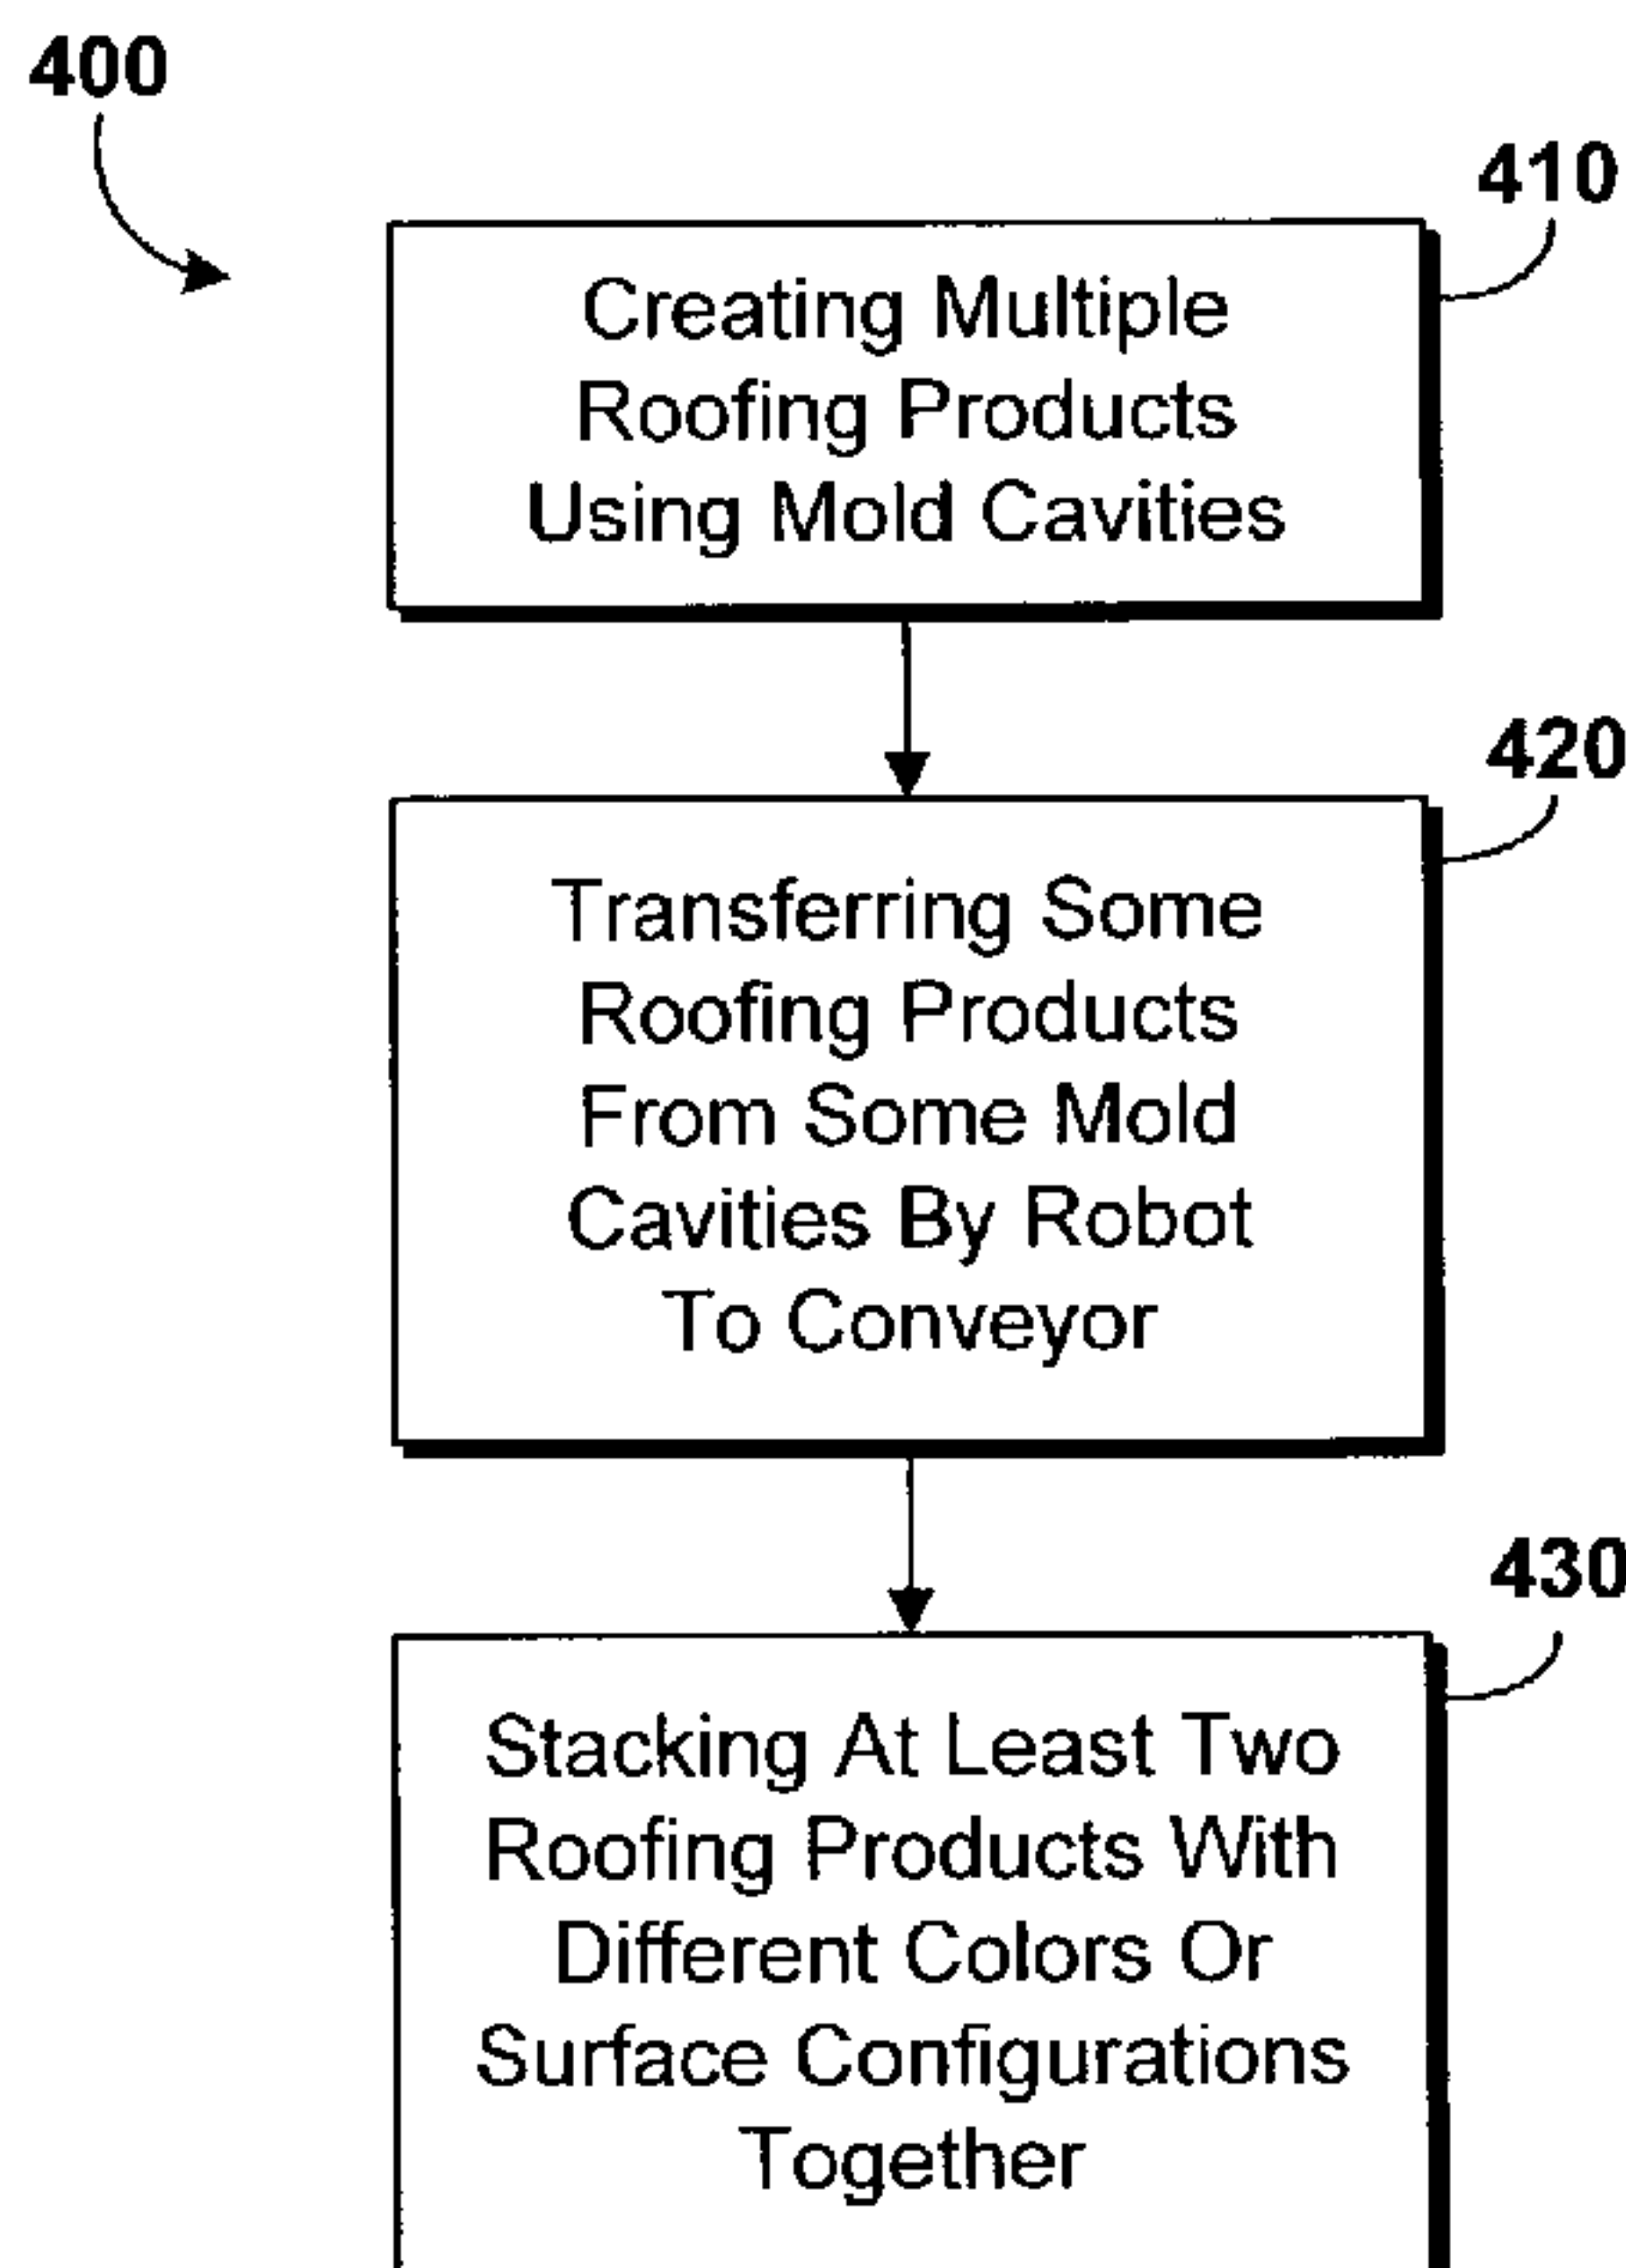 400
410
Creating Multiple
Roofing Products
Using Mold Cavities
420
Transferring Some
Roofing Products
From Some Mold
Cavities By Robot
To Conveyor
430
Stacking At Least Two
Roofing Products With
Different Colors Or
Surface Configurations
Together